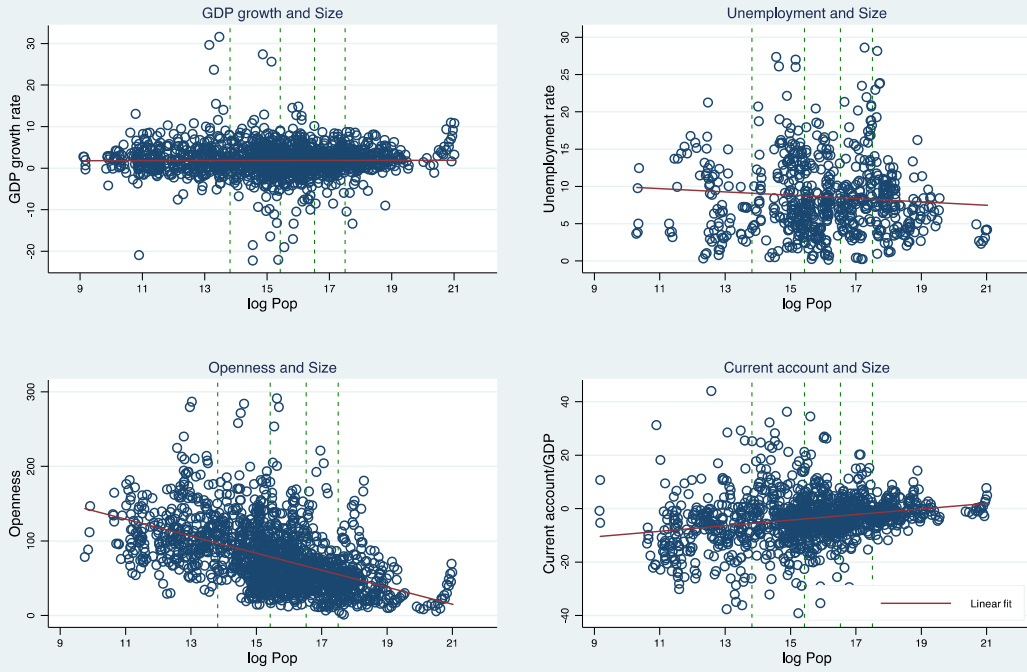 GDP growth and Size
GDP growth rate
30
20
10
0
-10
-20
9 11 13 15 17 19 21
log Pop
Unemployment and Size
Unemployment rate
30
25
20
15
10
5
0
9 11 13 15 17 19 21
log Pop
Openness and Size
Openness
300
200
100
0
9 11 13 15 17 19 21
log Pop
Current account and Size
Current account/GDP
40
20
0
-20
-40
9 11 13 15 17 19 21
log Pop
Linear fit